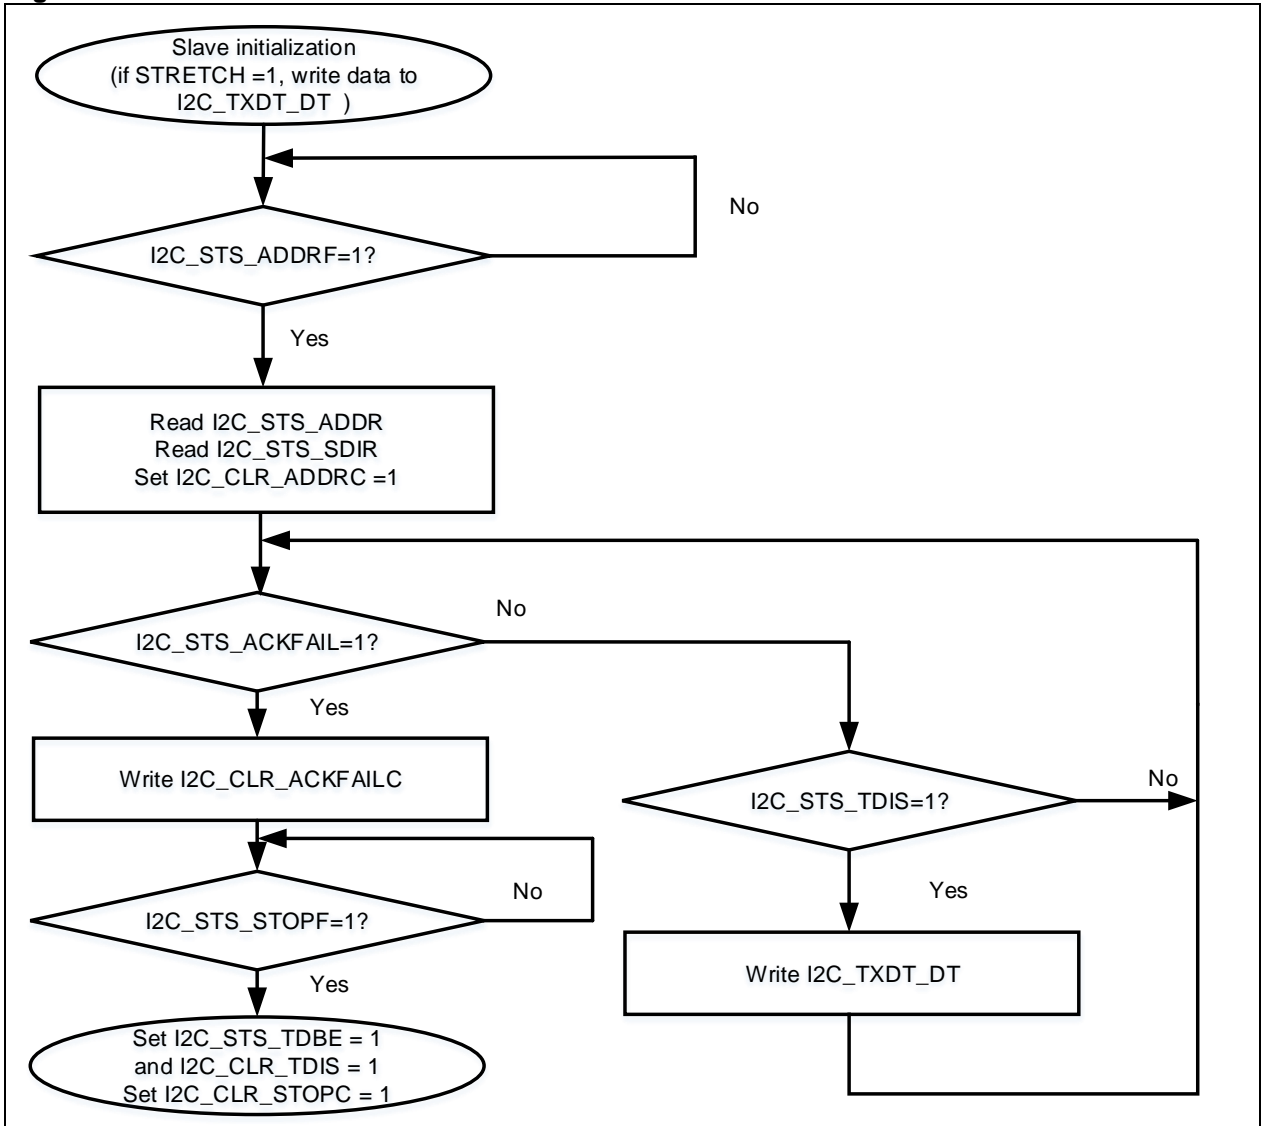 Slave initialization
(if STRETCH =1, write data to
I2C_TXDT_DT )
No
I2C_STS_ADDRF=1?
Yes
Read I2C_STS_ADDR
Read I2C_STS_SDIR
Set I2C_CLR_ADDRC =1
No
I2C_STS_ACKFAIL=1?
Yes
Write I2C_CLR_ACKFAILC
I2C_STS_TDIS=1?
No
No
I2C_STS_STOPF=1?
Yes
Write I2C_TXDT_DT
Yes
Set I2C_STS_TDBE = 1
and I2C_CLR_TDIS = 1
Set I2C_CLR_STOPC = 1